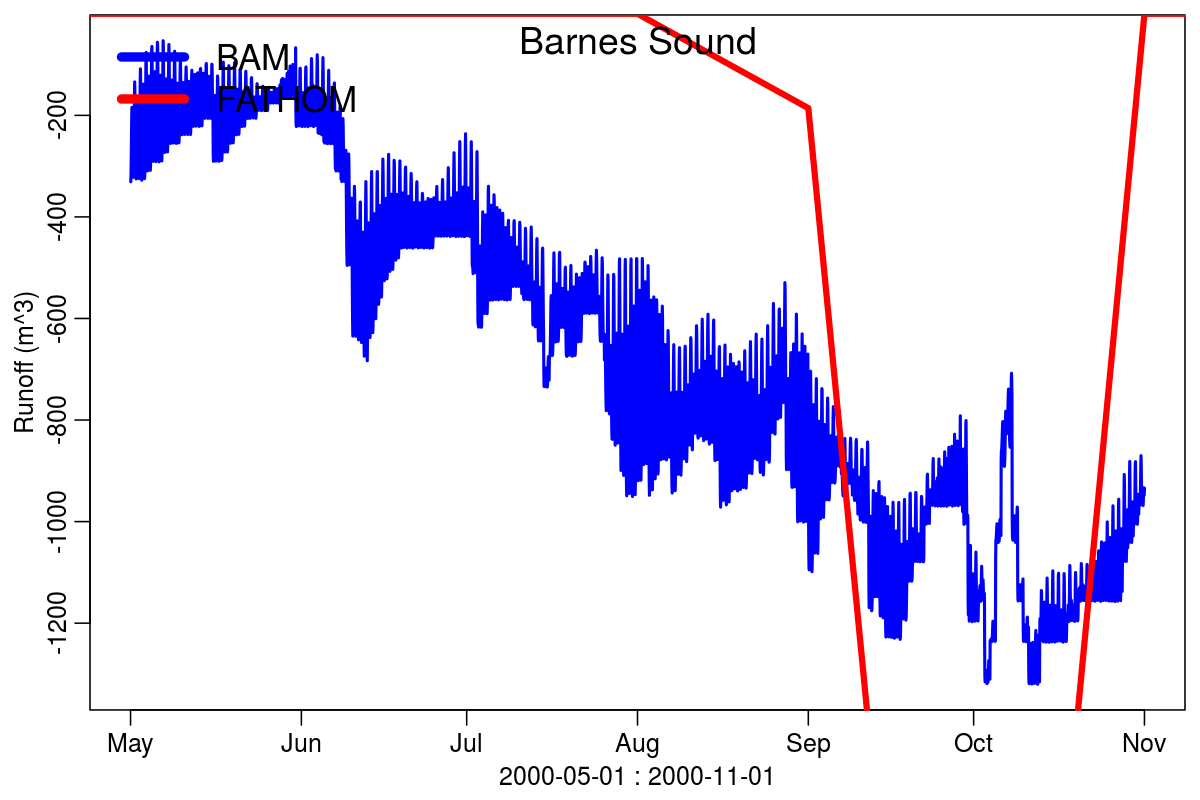 Barnes Sound
BAM
FATHOM
Runoff (m^3)
-200
-400
-600
-800
-1000
-1200
May Jun Jul Aug Sep Oct Nov
2000-05-01 : 2000-11-01